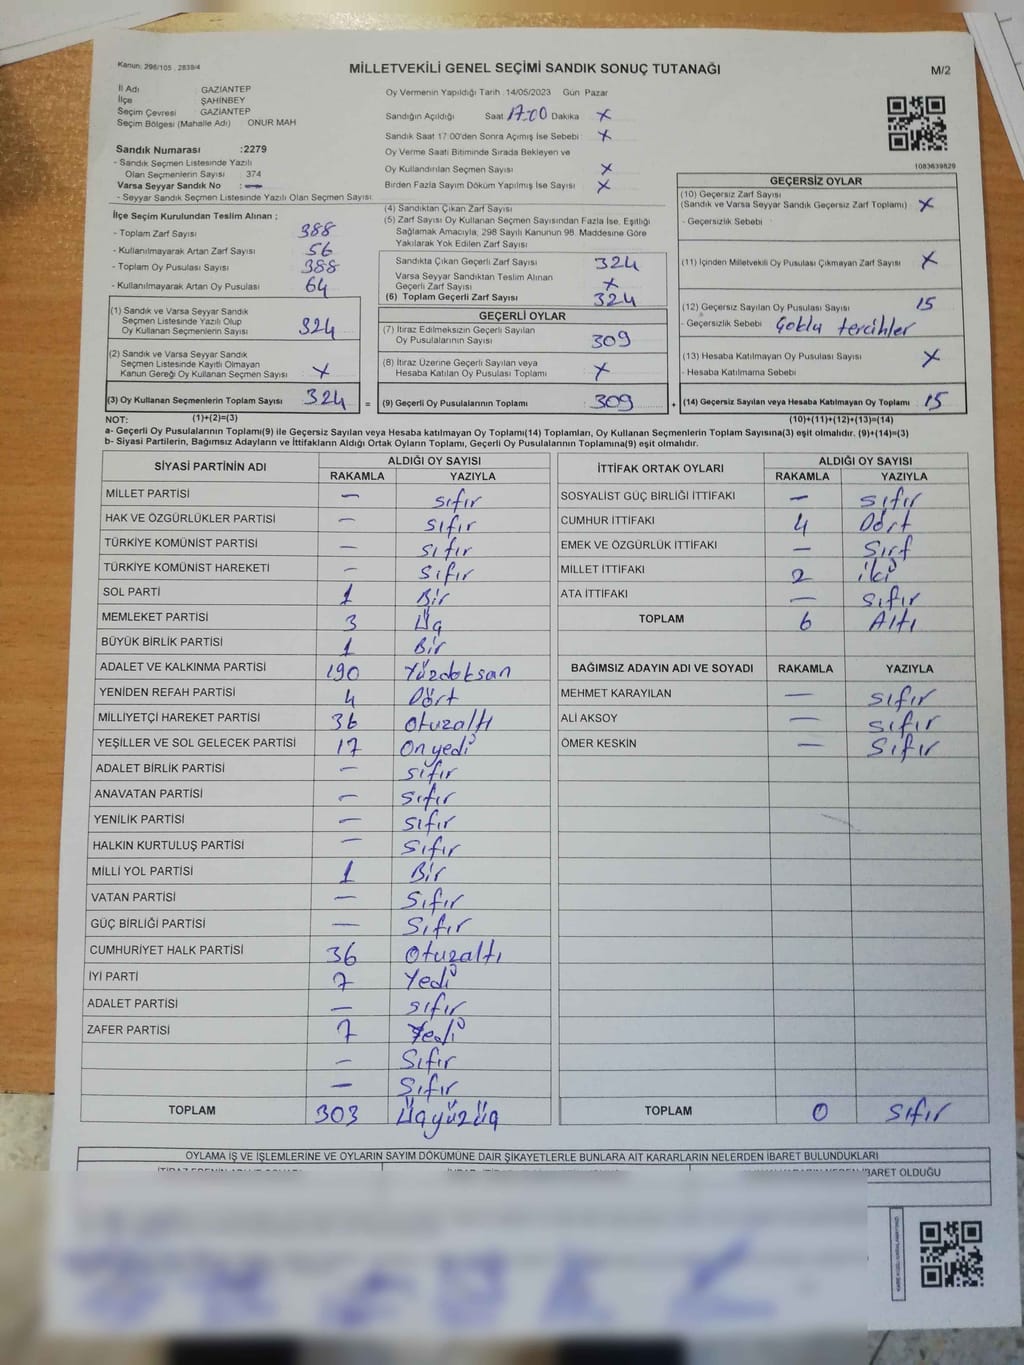 Kanun; 298/105 , 2839/4
MİLLETVEKİLİ GENEL SEÇİMİ SANDIK SONUÇ TUTANAĞI
M/2
İl Adı : GAZİANTEP
İlçe : ŞAHİNBEY
Seçim Çevresi : GAZİANTEP
Seçim Bölgesi (Mahalle Adı) : ONUR MAH
Sandık Numarası :2279
- Sandık Seçmen Listesinde Yazılı
Olan Seçmenlerin Sayısı : 374
Varsa Seyyar Sandık No : —
- Seyyar Sandık Seçmen Listesinde Yazılı Olan Seçmen Sayısı:
Oy Vermenin Yapıldığı Tarih :14/05/2023 Gün Pazar
Sandığın Açıldığı Saat 17:00 Dakika X
Sandık Saat 17:00'den Sonra Açımış İse Sebebi X
Oy Verme Saati Bitiminde Sırada Bekleyen ve
Oy Kullandırılan Seçmen Sayısı X
Birden Fazla Sayım Döküm Yapılmış İse Sayısı X
1083639829
İlçe Seçim Kurulundan Teslim Alınan ;
- Toplam Zarf Sayısı 388
- Kullanılmayarak Artan Zarf Sayısı 56
- Toplam Oy Pusulası Sayısı 388
- Kullanılmayarak Artan Oy Pusulası 64
(1) Sandık ve Varsa Seyyar Sandık
Seçmen Listesinde Yazılı Olup
Oy Kullanan Seçmenlerin Sayısı 324
(2) Sandık ve Varsa Seyyar Sandık
Seçmen Listesinde Kayıtlı Olmayan
Kanun Gereği Oy Kullanan Seçmen Sayısı X
(3) Oy Kullanan Seçmenlerin Toplam Sayısı 324 =
(4) Sandıktan Çıkan Zarf Sayısı
(5) Zarf Sayısı Oy Kullanan Seçmen Sayısından Fazla İse, Eşitliği
Sağlamak Amacıyla, 298 Sayılı Kanunun 98. Maddesine Göre
Yakılarak Yok Edilen Zarf Sayısı
Sandıkta Çıkan Geçerli Zarf Sayısı 324
Varsa Seyyar Sandıktan Teslim Alınan
Geçerli Zarf Sayısı X
(6) Toplam Geçerli Zarf Sayısı 324
GEÇERLİ OYLAR
(7) İtiraz Edilmeksizin Geçerli Sayılan
Oy Pusulalarının Sayısı 309
(8) İtiraz Üzerine Geçerli Sayılan veya
Hesaba Katılan Oy Pusulası Toplamı X
(9) Geçerli Oy Pusulalarının Toplamı 309 +
GEÇERSİZ OYLAR
(10) Geçersiz Zarf Sayısı
(Sandık ve Varsa Seyyar Sandık Geçersiz Zarf Toplamı) X
- Geçersizlik Sebebi
(11) İçinden Milletvekili Oy Pusulası Çıkmayan Zarf Sayısı X
(12) Geçersiz Sayılan Oy Pusulası Sayısı 15
- Geçersizlik Sebebi Çoklu tercihler
(13) Hesaba Katılmayan Oy Pusulası Sayısı X
- Hesaba Katılmama Sebebi
(14) Geçersiz Sayılan veya Hesaba Katılmayan Oy Toplamı 15
NOT: (1)+(2)=(3) (10)+(11)+(12)+(13)=(14)
a- Geçerli Oy Pusulalarının Toplamı(9) ile Geçersiz Sayılan veya Hesaba katılmayan Oy Toplamı(14) Toplamları, Oy Kullanan Seçmenlerin Toplam Sayısına(3) eşit olmalıdır. (9)+(14)=(3)
b- Siyasi Partilerin, Bağımsız Adayların ve İttifakların Aldığı Ortak Oyların Toplamı, Geçerli Oy Pusulalarının Toplamına(9) eşit olmalıdır.
SİYASİ PARTİNİN ADI ALDIĞI OY SAYISI
RAKAMLA YAZIYLA
MİLLET PARTİSİ — sıfır
HAK VE ÖZGÜRLÜKLER PARTİSİ — sıfır
TÜRKİYE KOMÜNİST PARTİSİ — sıfır
TÜRKİYE KOMÜNİST HAREKETİ — sıfır
SOL PARTİ 1 Bir
MEMLEKET PARTİSİ 3 Üç
BÜYÜK BİRLİK PARTİSİ 1 Bir
ADALET VE KALKINMA PARTİSİ 190 Yüzdoksan
YENİDEN REFAH PARTİSİ 4 Dört
MİLLİYETÇİ HAREKET PARTİSİ 36 otuzaltı
YEŞİLLER VE SOL GELECEK PARTİSİ 17 Onyedi
ADALET BİRLİK PARTİSİ — sıfır
ANAVATAN PARTİSİ — sıfır
YENİLİK PARTİSİ — sıfır
HALKIN KURTULUŞ PARTİSİ — sıfır
MİLLİ YOL PARTİSİ 1 Bir
VATAN PARTİSİ — sıfır
GÜÇ BİRLİĞİ PARTİSİ — sıfır
CUMHURİYET HALK PARTİSİ 36 Otuzaltı
İYİ PARTİ 7 Yedi
ADALET PARTİSİ — sıfır
ZAFER PARTİSİ 7 Yedi
— Sıfır
— Sıfır
TOPLAM 303 Üçyüzüç
İTTİFAK ORTAK OYLARI ALDIĞI OY SAYISI
RAKAMLA YAZIYLA
SOSYALİST GÜÇ BİRLİĞİ İTTİFAKI — sıfır
CUMHUR İTTİFAKI 4 Dört
EMEK VE ÖZGÜRLÜK İTTİFAKI — Sırf
MİLLET İTTİFAKI 2 iki
ATA İTTİFAKI — sıfır
TOPLAM 6 Altı
BAĞIMSIZ ADAYIN ADI VE SOYADI RAKAMLA YAZIYLA
MEHMET KARAYILAN — sıfır
ALİ AKSOY — sıfır
ÖMER KESKİN — Sıfır
TOPLAM 0 sıfır
OYLAMA İŞ VE İŞLEMLERİNE VE OYLARIN SAYIM DÖKÜMÜNE DAİR ŞİKAYETLERLE BUNLARA AİT KARARLARIN NELERDEN İBARET BULUNDUKLARI
İBARET OLDUĞU